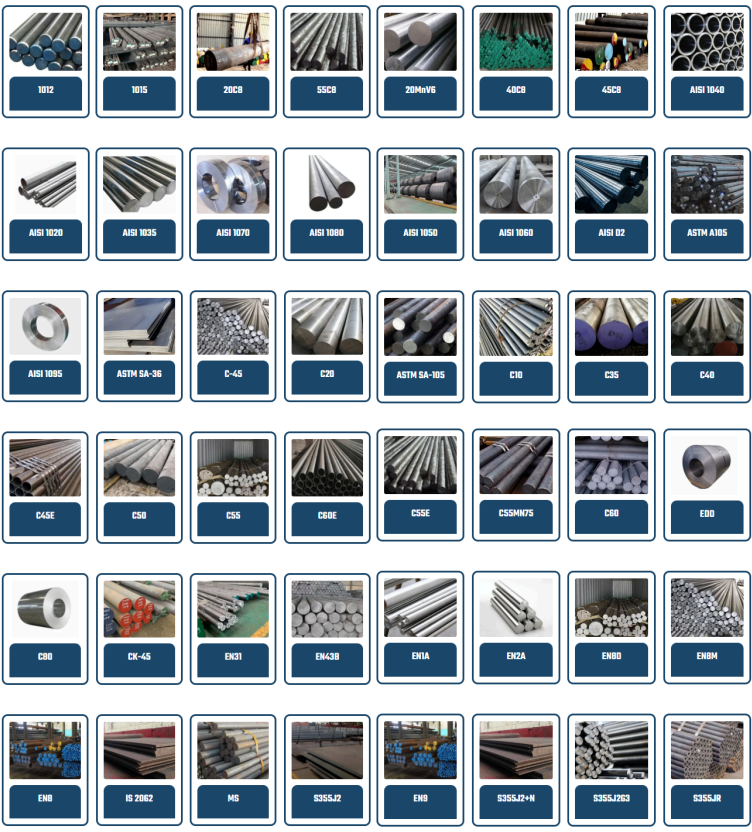 1012
1015
20C8
55C8
20MnV6
40C8
45C8
AISI 1040
AISI 1020
AISI 1035
AISI 1070
AISI 1080
AISI 1050
AISI 1060
AISI D2
ASTM A105
AISI 1095
ASTM SA-36
C-45
C20
ASTM SA-105
C10
C35
C40
C45E
C50
C55
C60E
C55E
C55MN75
C60
EDD
C80
CK-45
EN31
EN43B
EN1A
EN2A
EN8D
EN8M
EN8
IS 2062
MS
S355J2
EN9
S355J2+N
S355J2G3
S355JR